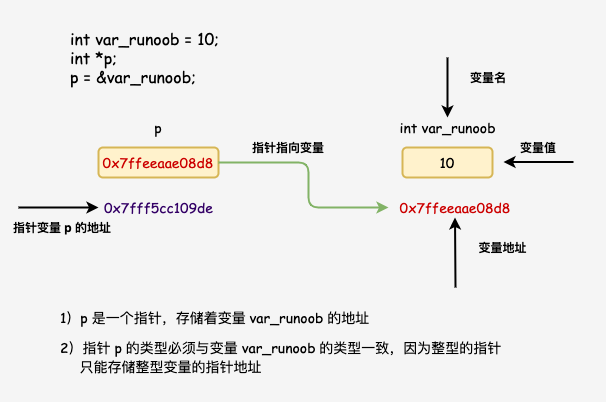 int var_runoob = 10;
int *p;
p = &var_runoob;
变量名
p
int var_runoob
指针指向变量
变量值
0x7ffeeaae08d8
10
0x7fff5cc109de
0x7ffeeaae08d8
指针变量 p 的地址
变量地址
1）p 是一个指针，存储着变量 var_runoob 的地址
2）指针 p 的类型必须与变量 var_runoob 的类型一致，因为整型的指针
只能存储整型变量的指针地址